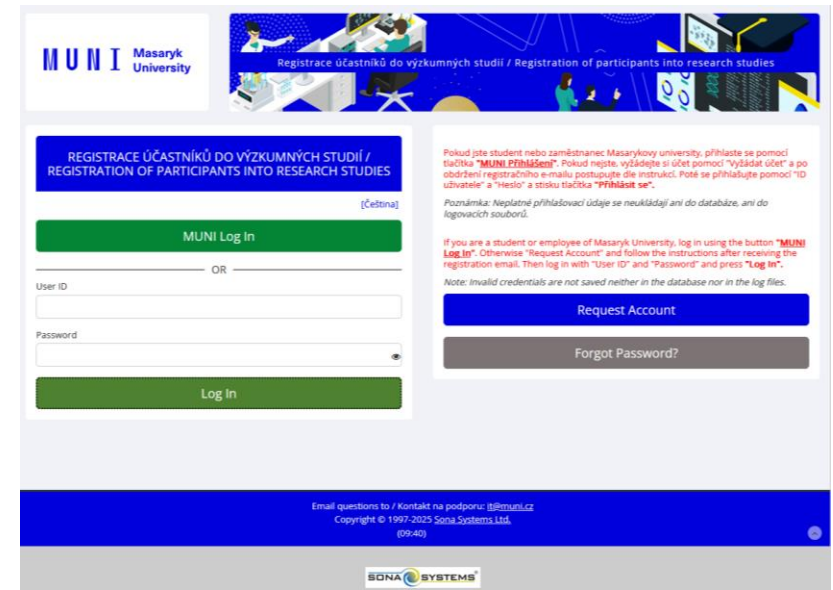 MUNI Masaryk
University
Registrace účastníků do výzkumných studií / Registration of participants into research studies
REGISTRACE ÚČASTNÍKŮ DO VÝZKUMNÝCH STUDIÍ /
REGISTRATION OF PARTICIPANTS INTO RESEARCH STUDIES
[Čeština]
MUNI Log In
OR
User ID
Password
Log In
Pokud jste student nebo zaměstnanec Masarykovy university, přihlaste se pomocí
tlačítka "MUNI Přihlášení". Pokud nejste, vyžádejte si účet pomocí "Vyžádat účet" a po
obdržení registračního e-mailu postupujte dle instrukcí. Poté se přihlašujte pomocí "ID
uživatele" a "Heslo" a stisku tlačítka "Přihlásit se".
Poznámka: Neplatné přihlašovací údaje se neukládají ani do databáze, ani do
logovacích souborů.
If you are a student or employee of Masaryk University, log in using the button "MUNI
Log In". Otherwise "Request Account" and follow the instructions after receiving the
registration email. Then log in with "User ID" and "Password" and press "Log In".
Note: Invalid credentials are not saved neither in the database nor in the log files.
Request Account
Forgot Password?
Email questions to / Kontakt na podporu: it@muni.cz
Copyright © 1997-2025 Sona Systems Ltd.
(09:40)
SONA SYSTEMS